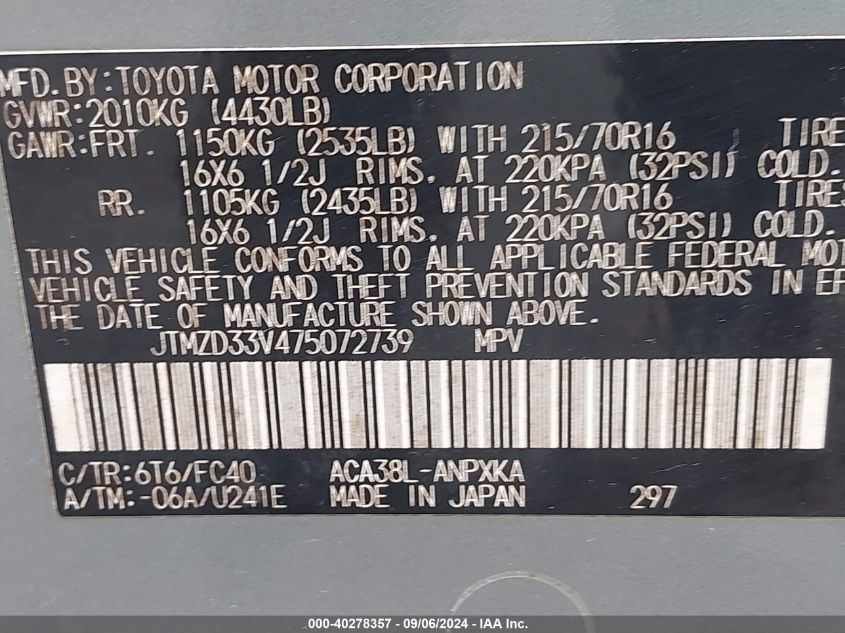 MFD. BY: TOYOTA MOTOR CORPORATION
GVWR: 2010KG (4430LB)
GAWR: FRT. 1150KG (2535LB) WITH 215/70R16 TIRE
16X6 1/2J RIMS, AT 220KPA (32PSI) COLD.
RR. 1105KG (2435LB) WITH 215/70R16 TIRES
16X6 1/2J RIMS, AT 220KPA (32PSI) COLD.
THIS VEHICLE CONFORMS TO ALL APPLICABLE FEDERAL MOT
VEHICLE SAFETY AND THEFT PREVENTION STANDARDS IN EF
THE DATE OF MANUFACTURE SHOWN ABOVE.
JTMZD33V475072739 MPV
C/TR: 6T6/FC40 ACA38L-ANPXKA
A/TM: -06A/U241E MADE IN JAPAN 297
000-40278357 - 09/06/2024 - IAA Inc.